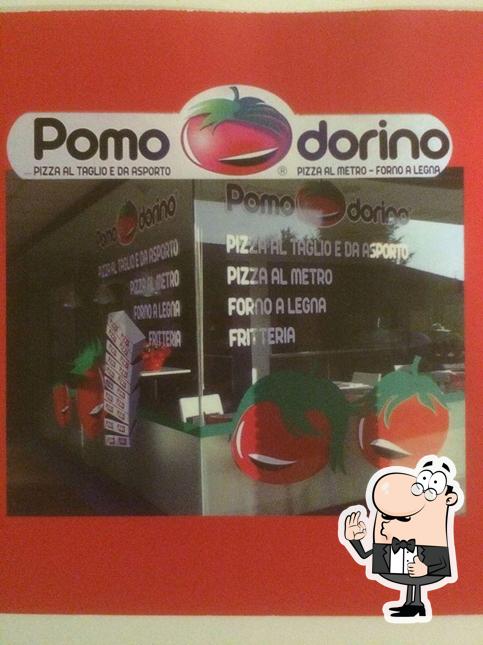 Pomo dorino
... PIZZA AL TAGLIO E DA ASPORTO
® PIZZA AL METRO - FORNO A LEGNA
Pomo dorino
PIZZA AL TAGLIO E DA ASPORTO
PIZZA AL METRO
FORNO A LEGNA
FRITTERIA
Pomo dorino
PIZZA AL TAGLIO E DA ASPORTO
PIZZA AL METRO
FORNO A LEGNA
FRITTERIA